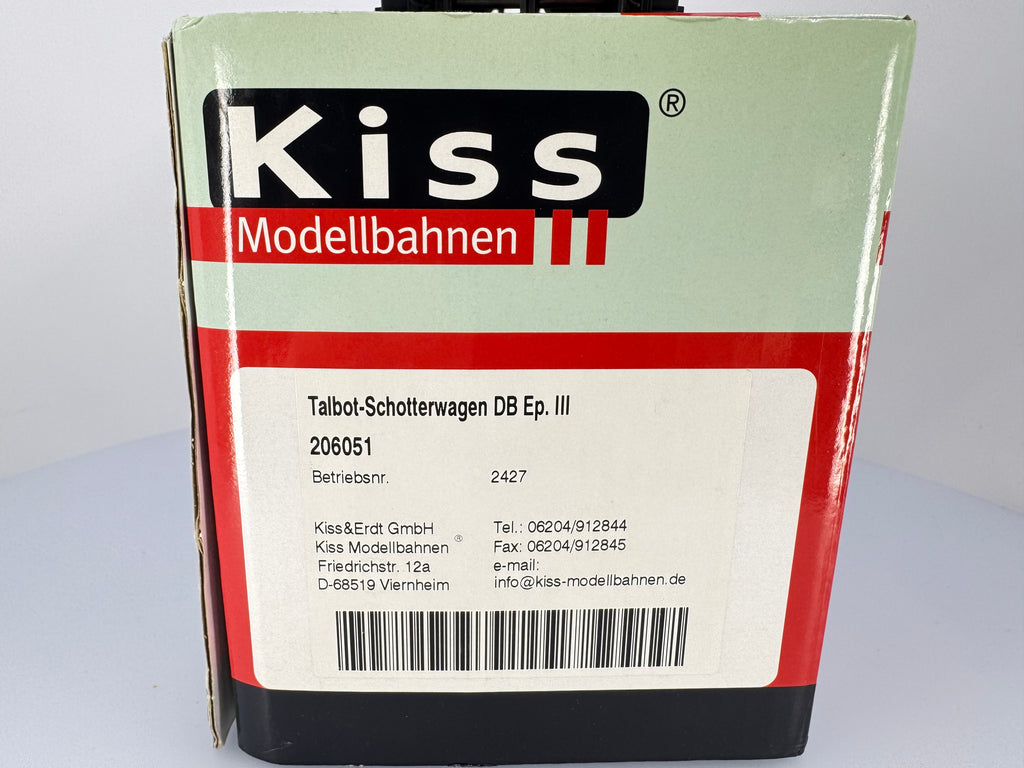 Kiss ®
Modellbahnen
Talbot-Schotterwagen DB Ep. III
206051
Betriebsnr. 2427
Kiss&Erdt GmbH Tel.: 06204/912844
Kiss Modellbahnen ® Fax: 06204/912845
Friedrichstr. 12a e-mail:
D-68519 Viernheim info@kiss-modellbahnen.de